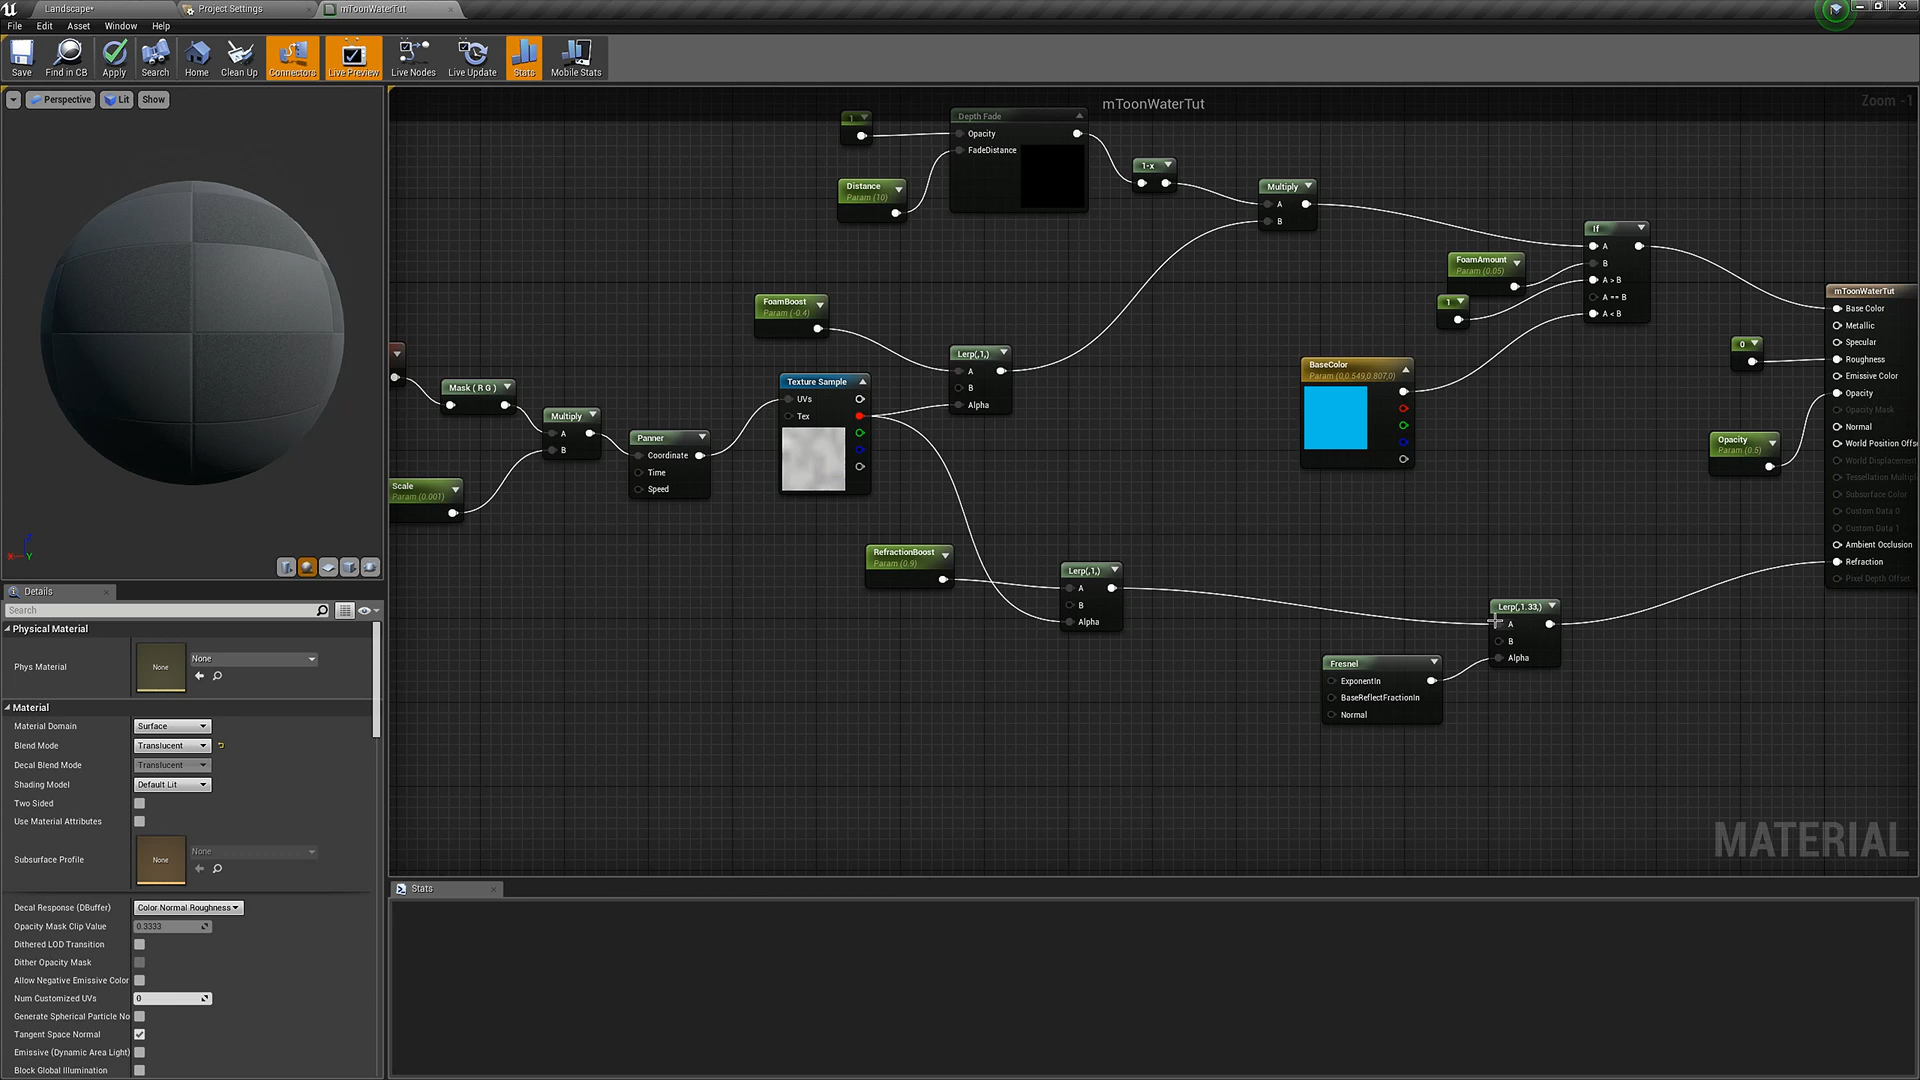 Landscape*
Project Settings
mToonWaterTut
File Edit Asset Window Help
Save Find in CB Apply Search Home Clean Up Connectors Live Preview Live Nodes Live Update Stats Mobile Stats
Perspective Lit Show
mToonWaterTut
Zoom -1
1
Depth Fade
Opacity
FadeDistance
Distance
Param (10)
1-x
Multiply
A
B
If
A
B
A > B
A == B
A < B
FoamAmount
Param (0.05)
1
FoamBoost
Param (-0.4)
Lerp(,1,)
A
B
Alpha
Mask ( R G )
Multiply
A
B
Scale
Param (0.001)
Panner
Coordinate
Time
Speed
Texture Sample
UVs
Tex
BaseColor
Param (0,0.549,0.807,0)
0
Opacity
Param (0.5)
mToonWaterTut
Base Color
Metallic
Specular
Roughness
Emissive Color
Opacity
Opacity Mask
Normal
World Position Offs
World Displacement
Tessellation Multipl
Subsurface Color
Custom Data 0
Custom Data 1
Ambient Occlusion
Refraction
Pixel Depth Offset
RefractionBoost
Param (0.9)
Lerp(,1,)
A
B
Alpha
Lerp(,1.33,)
A
B
Alpha
Fresnel
ExponentIn
BaseReflectFractionIn
Normal
MATERIAL
Details
Search
Physical Material
Phys Material None None
Material
Material Domain Surface
Blend Mode Translucent
Decal Blend Mode Translucent
Shading Model Default Lit
Two Sided
Use Material Attributes
Subsurface Profile None None
Decal Response (DBuffer) Color Normal Roughness
Opacity Mask Clip Value 0.3333
Dithered LOD Transition
Dither Opacity Mask
Allow Negative Emissive Color
Num Customized UVs 0
Generate Spherical Particle No
Tangent Space Normal
Emissive (Dynamic Area Light)
Block Global Illumination
Stats